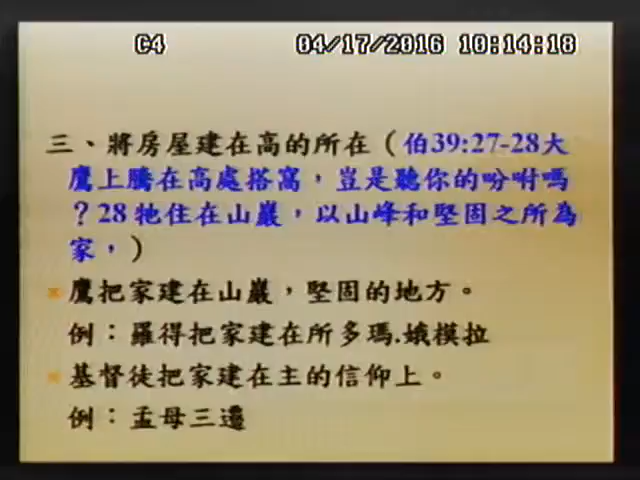 C4 04/17/2016 10:14:18
三、將房屋建在高的所在（伯39:27-28大
鷹上騰在高處搭窩，豈是聽你的吩咐嗎
？28 牠住在山巖，以山峰和堅固之所為
家，）
鷹把家建在山巖，堅固的地方。
例：羅得把家建在所多瑪.娥模拉
基督徒把家建在主的信仰上。
例：孟母三遷